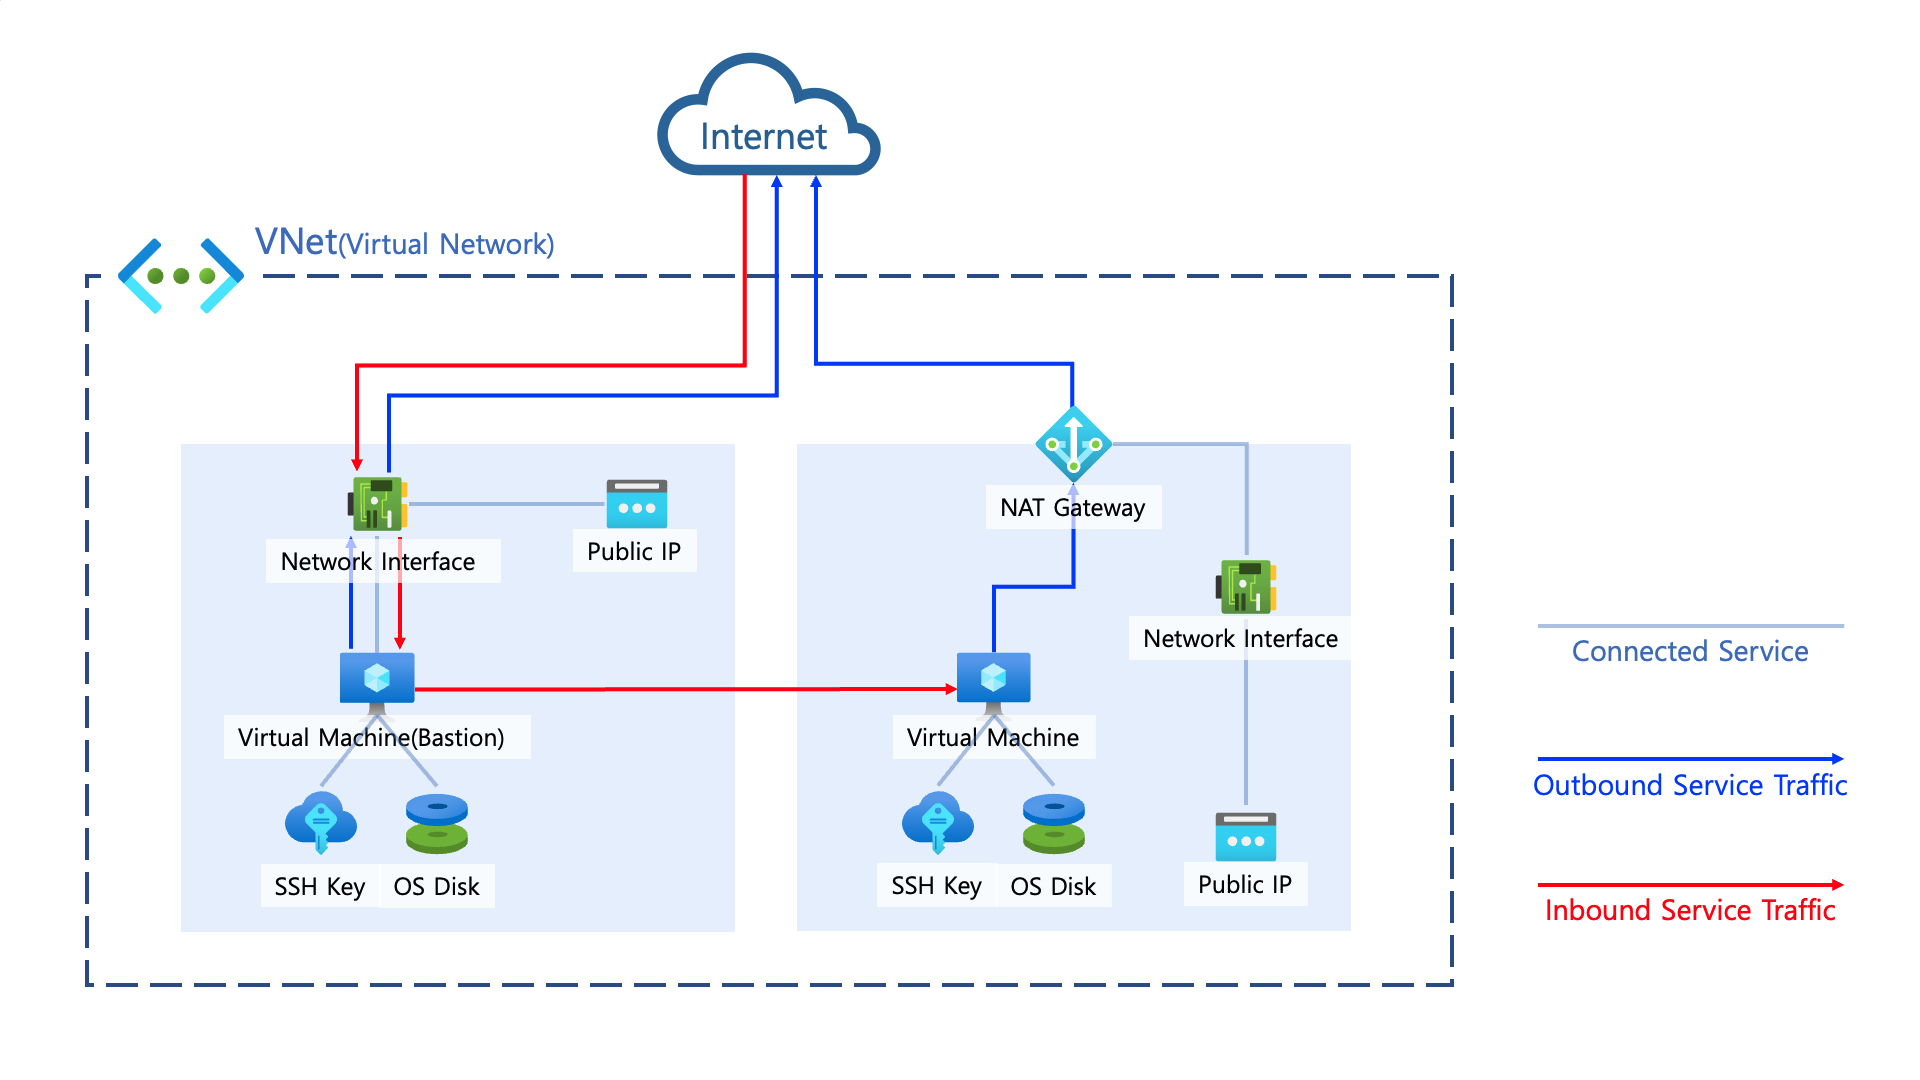 Internet
VNet(Virtual Network)
Network Interface
Public IP
Virtual Machine(Bastion)
SSH Key
OS Disk
NAT Gateway
Network Interface
Virtual Machine
SSH Key
OS Disk
Public IP
Connected Service
Outbound Service Traffic
Inbound Service Traffic